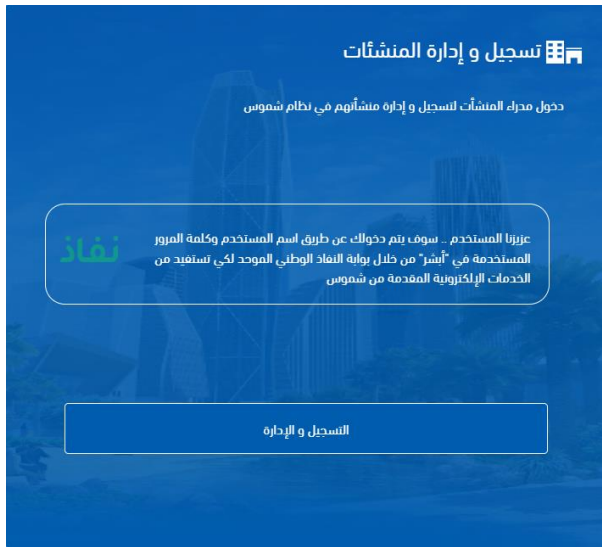 تسجيل و إدارة المنشئات
دخول مدراء المنشأت لتسجيل و إدارة منشأتهم في نظام شموس
عزيزنا المستخدم .. سوف يتم دخولك عن طريق اسم المستخدم وكلمة المرور
المستخدمة في "أبشر" من خلال بوابة النفاذ الوطني الموحد لكي تستفيد من
الخدمات الإلكترونية المقدمة من شموس
نفاذ
التسجيل و الإدارة